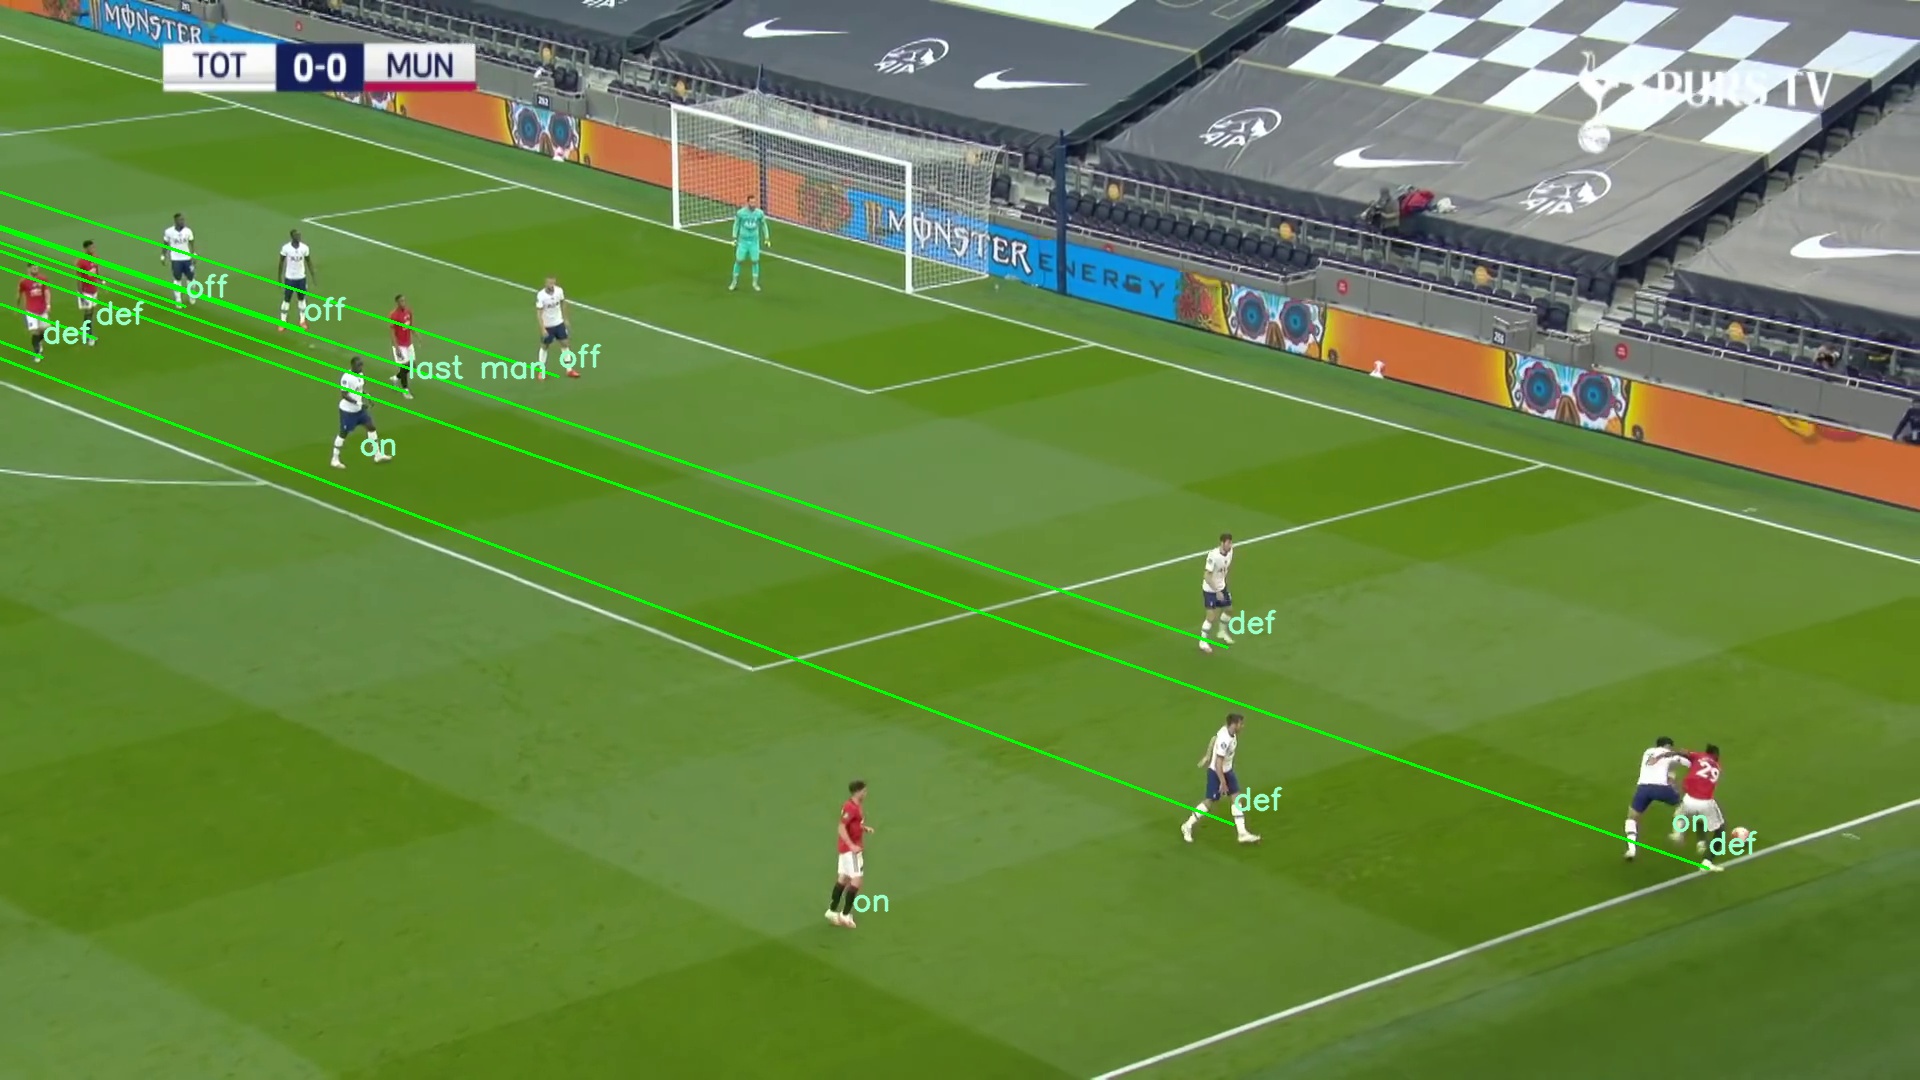 MONSTER
TOT 0-0 MUN
SPURS TV
AIA
AIA
AIA
252
MONSTER
ENERGY
off
off
def
def
last man
off
on
def
def
29
on
def
on